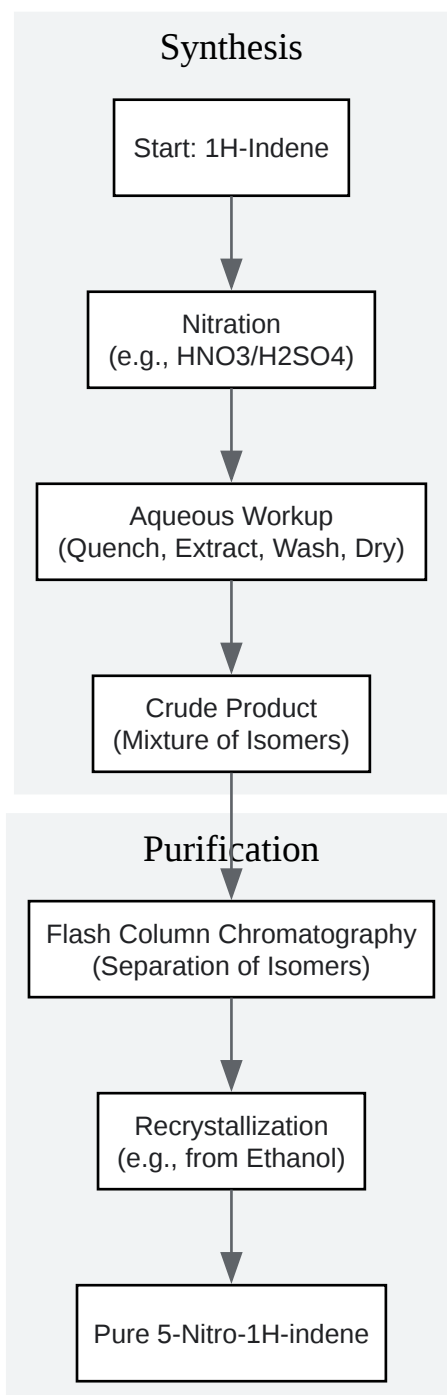 Synthesis
Start: 1H-Indene
Nitration
(e.g., HNO3/H2SO4)
Aqueous Workup
(Quench, Extract, Wash, Dry)
Crude Product
(Mixture of Isomers)
Purification
Flash Column Chromatography
(Separation of Isomers)
Recrystallization
(e.g., from Ethanol)
Pure 5-Nitro-1H-indene